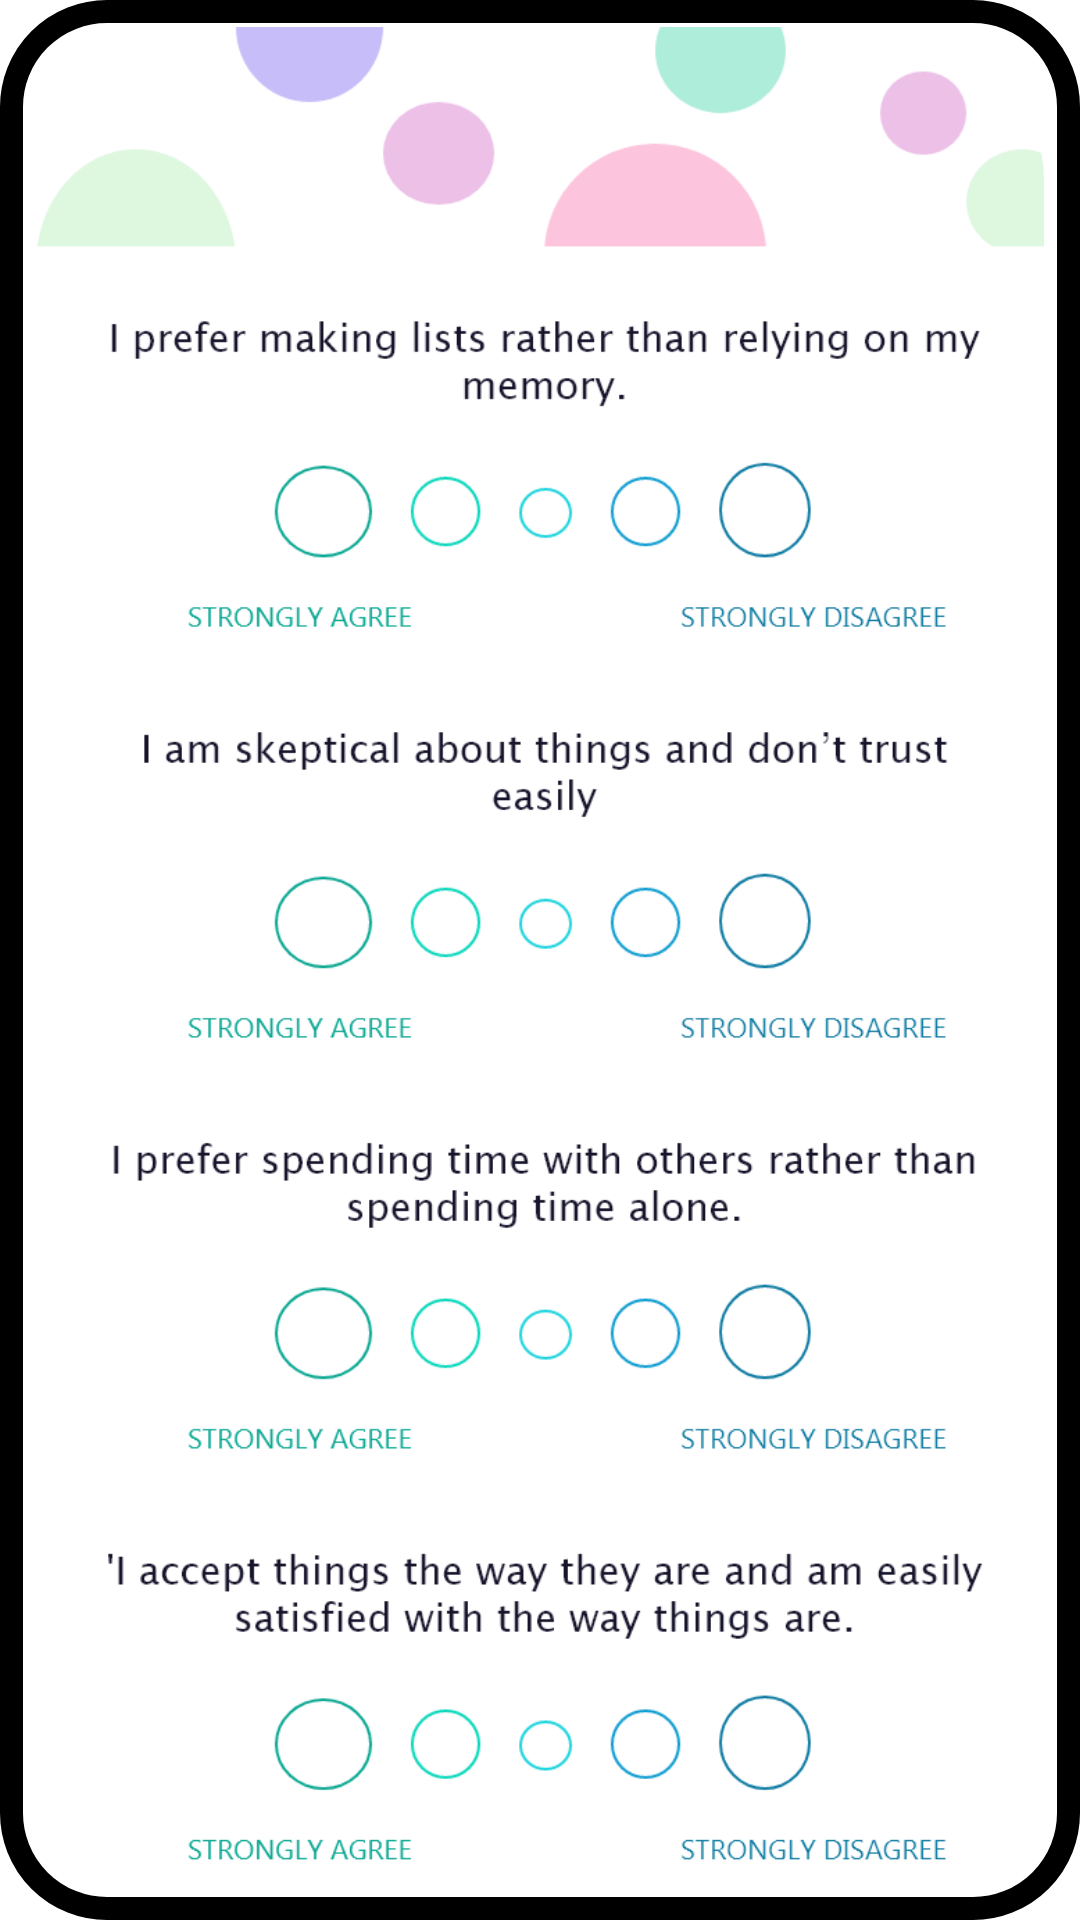 I prefer making lists rather than relying on my
memory.
STRONGLY AGREE STRONGLY DISAGREE
I am skeptical about things and don’t trust
easily
STRONGLY AGREE STRONGLY DISAGREE
I prefer spending time with others rather than
spending time alone.
STRONGLY AGREE STRONGLY DISAGREE
'I accept things the way they are and am easily
satisfied with the way things are.
STRONGLY AGREE STRONGLY DISAGREE